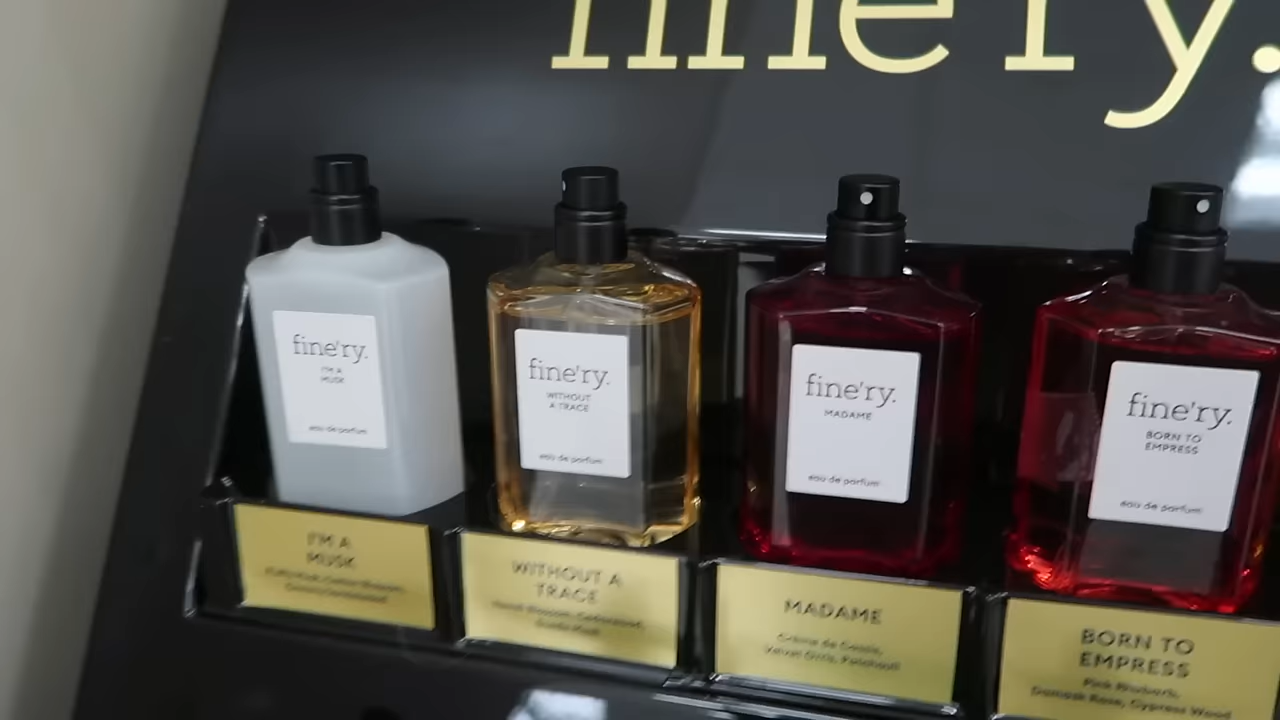 fine'ry.
fine'ry.
I'M A
MUSK
eau de parfum
fine'ry.
WITHOUT
A TRACE
eau de parfum
fine'ry.
MADAME
eau de parfum
fine'ry.
BORN TO
EMPRESS
eau de parfum
I'M A
MUSK
WITHOUT A
TRACE
MADAME
Crème de Cassis,
Velvet Orris, Patchouli
BORN TO
EMPRESS
Pink Rhubarb,
Damask Rose, Cypress Wood